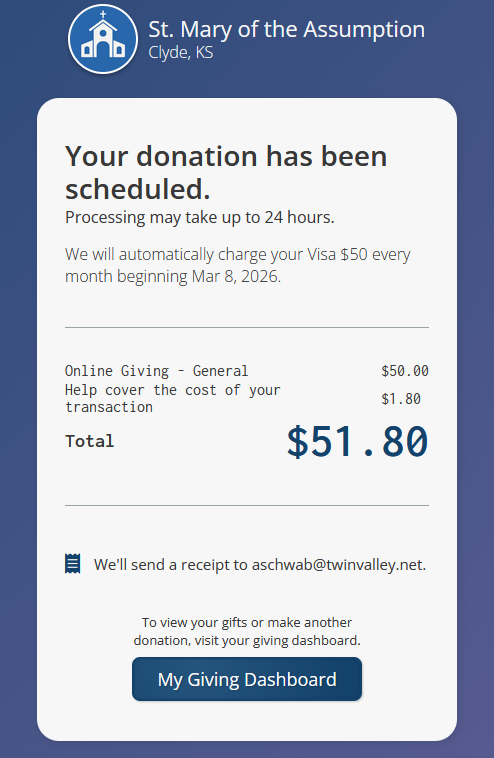 St. Mary of the Assumption
Clyde, KS
Your donation has been
scheduled.
Processing may take up to 24 hours.
We will automatically charge your Visa $50 every
month beginning Mar 8, 2026.
Online Giving - General $50.00
Help cover the cost of your
transaction $1.80
Total $51.80
We'll send a receipt to aschwab@twinvalley.net.
To view your gifts or make another
donation, visit your giving dashboard.
My Giving Dashboard